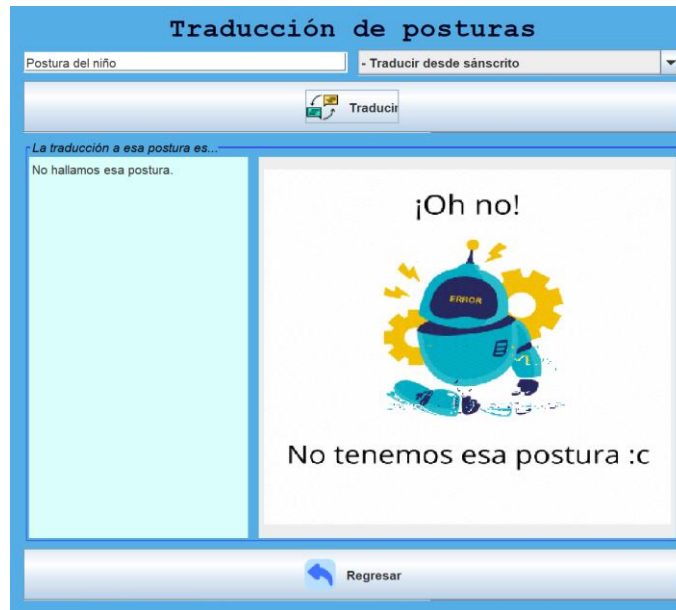 Traducción de posturas
Postura del niño
- Traducir desde sánscrito
Traducir
La traducción a esa postura es...
No hallamos esa postura.
¡Oh no!
ERROR
No tenemos esa postura :c
Regresar